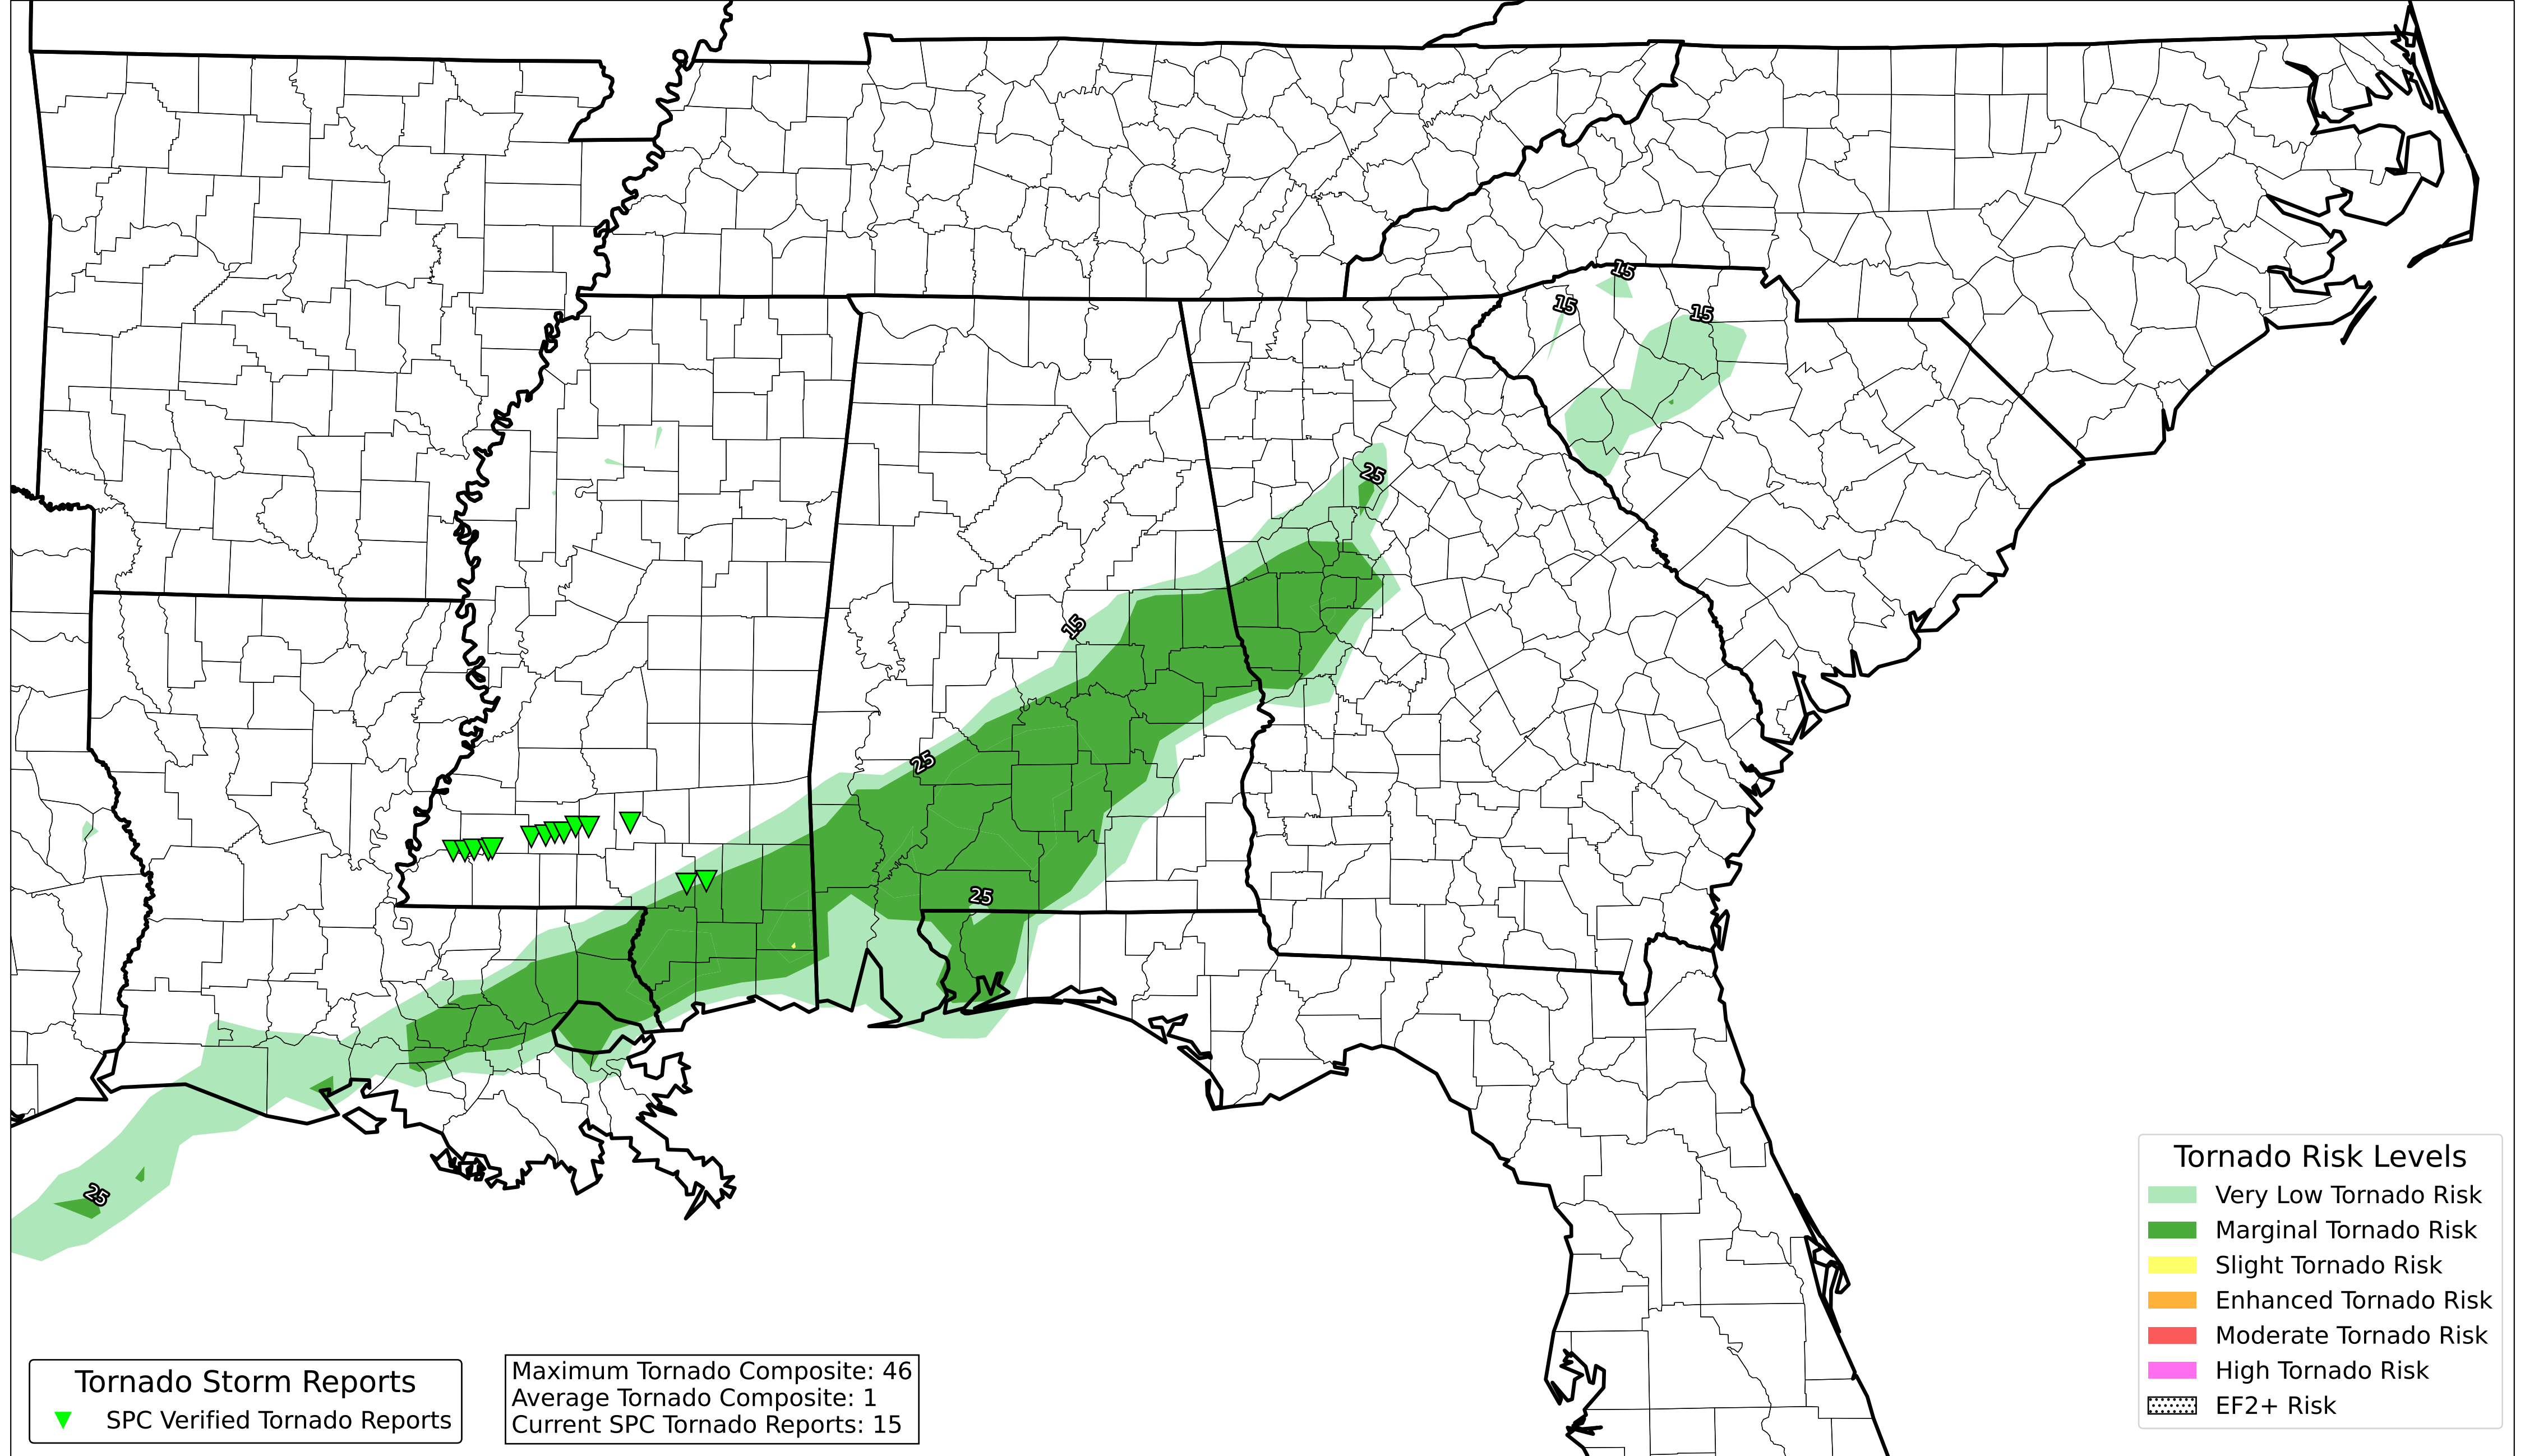 15
15
15
25
15
25
25
25
Tornado Risk Levels
Very Low Tornado Risk
Marginal Tornado Risk
Slight Tornado Risk
Enhanced Tornado Risk
Moderate Tornado Risk
High Tornado Risk
EF2+ Risk
Tornado Storm Reports
SPC Verified Tornado Reports
Maximum Tornado Composite: 46
Average Tornado Composite: 1
Current SPC Tornado Reports: 15